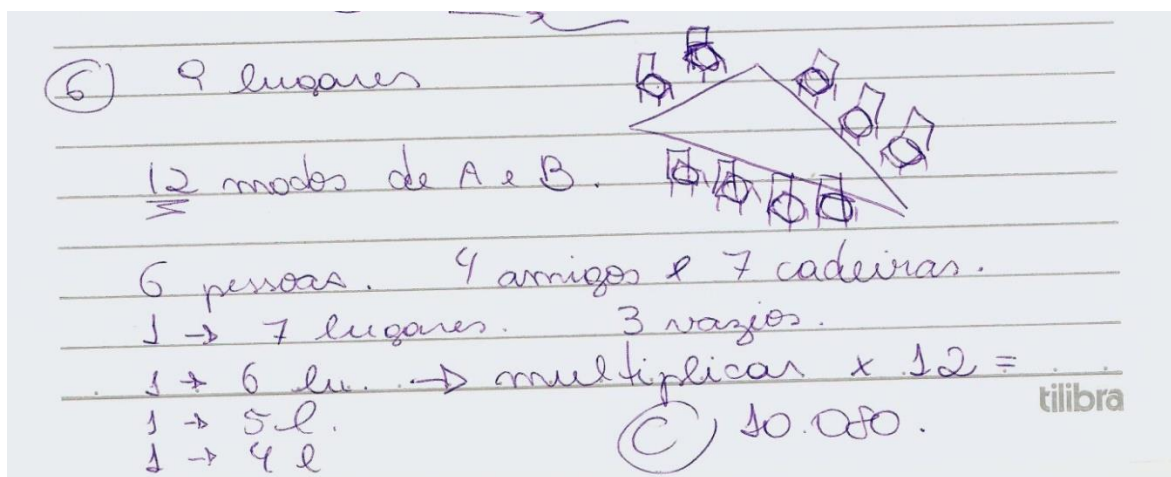 6 9 lugares
12 modos de A e B.
6 pessoas. 4 amigos e 7 cadeiras.
1 → 7 lugares. 3 vazios.
1 → 6 lu. → multiplicar x 12 =
tilibra
1 → 5 l. C 10.080.
1 → 4 l